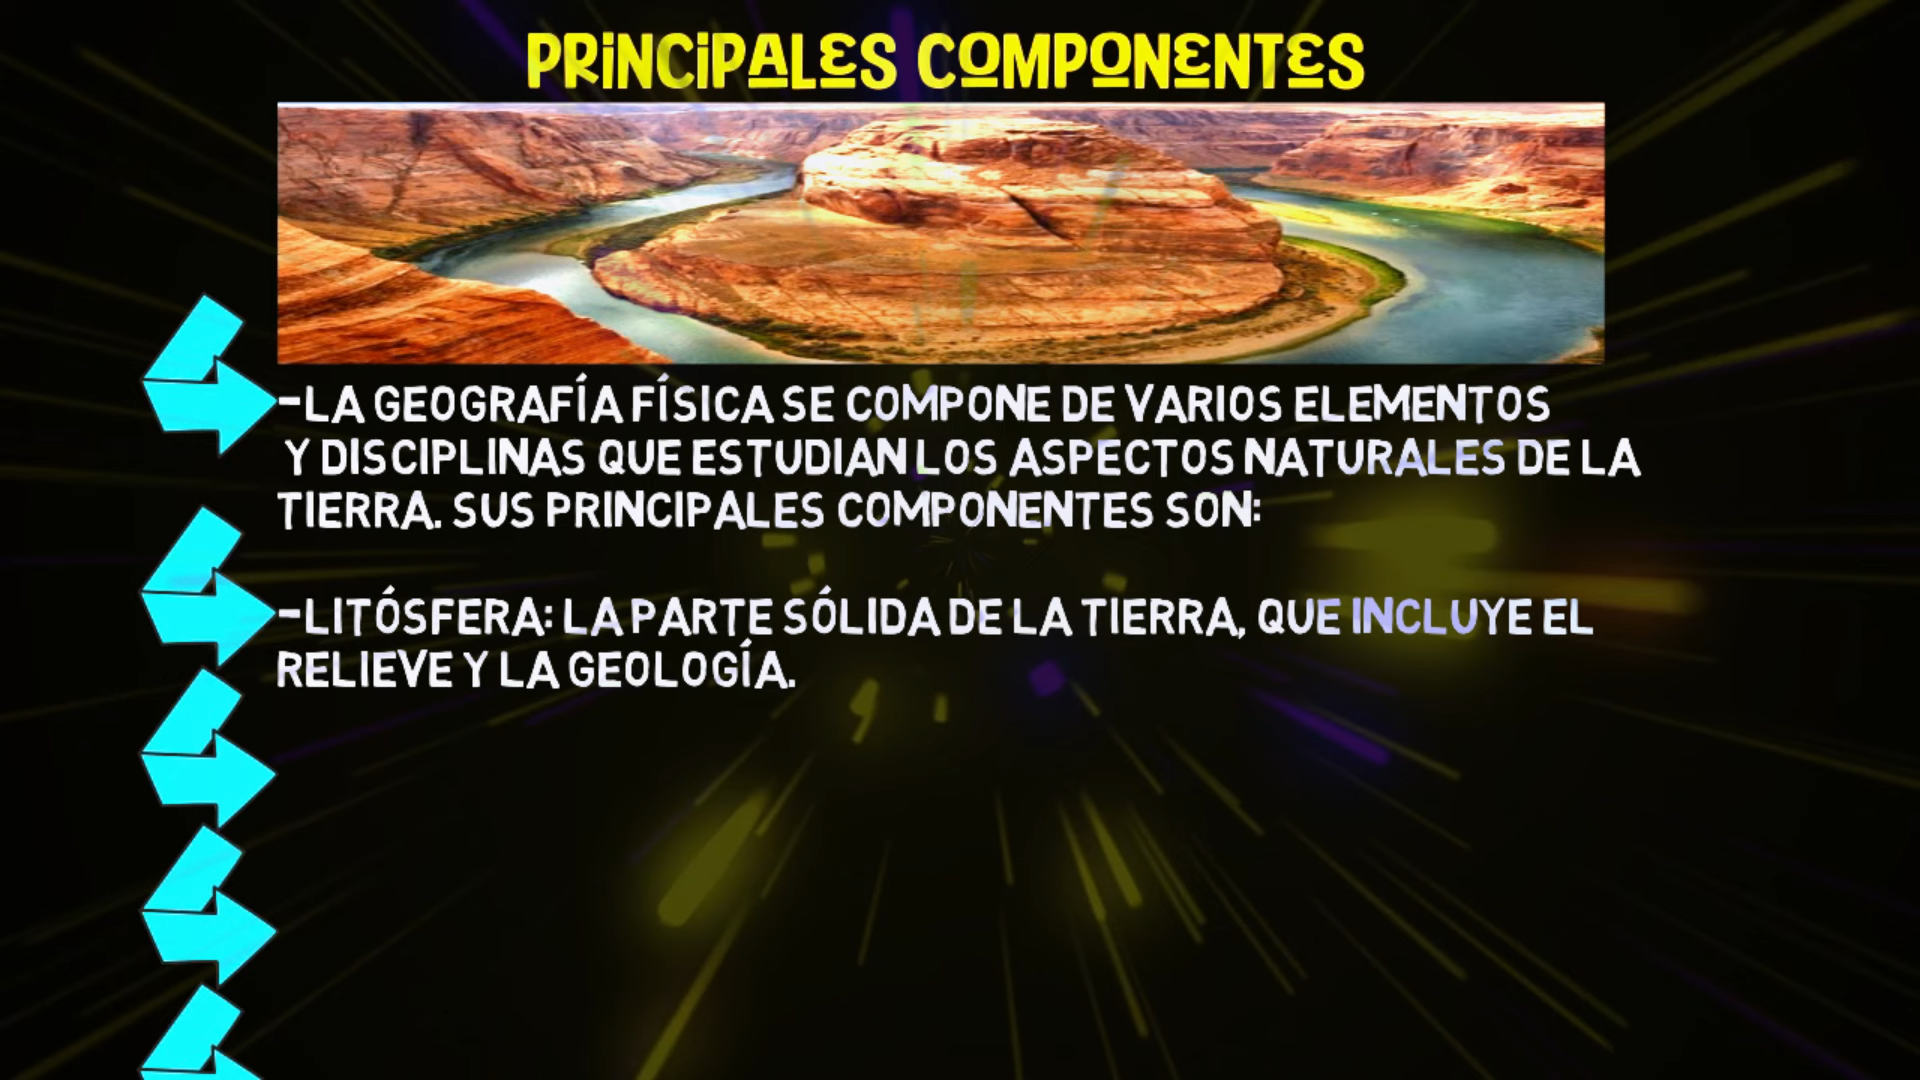 PRINCIPALES COMPONENTES
-LA GEOGRAFÍA FÍSICA SE COMPONE DE VARIOS ELEMENTOS
Y DISCIPLINAS QUE ESTUDIAN LOS ASPECTOS NATURALES DE LA
TIERRA. SUS PRINCIPALES COMPONENTES SON:
-LITÓSFERA: LA PARTE SÓLIDA DE LA TIERRA, QUE INCLUYE EL
RELIEVE Y LA GEOLOGÍA.